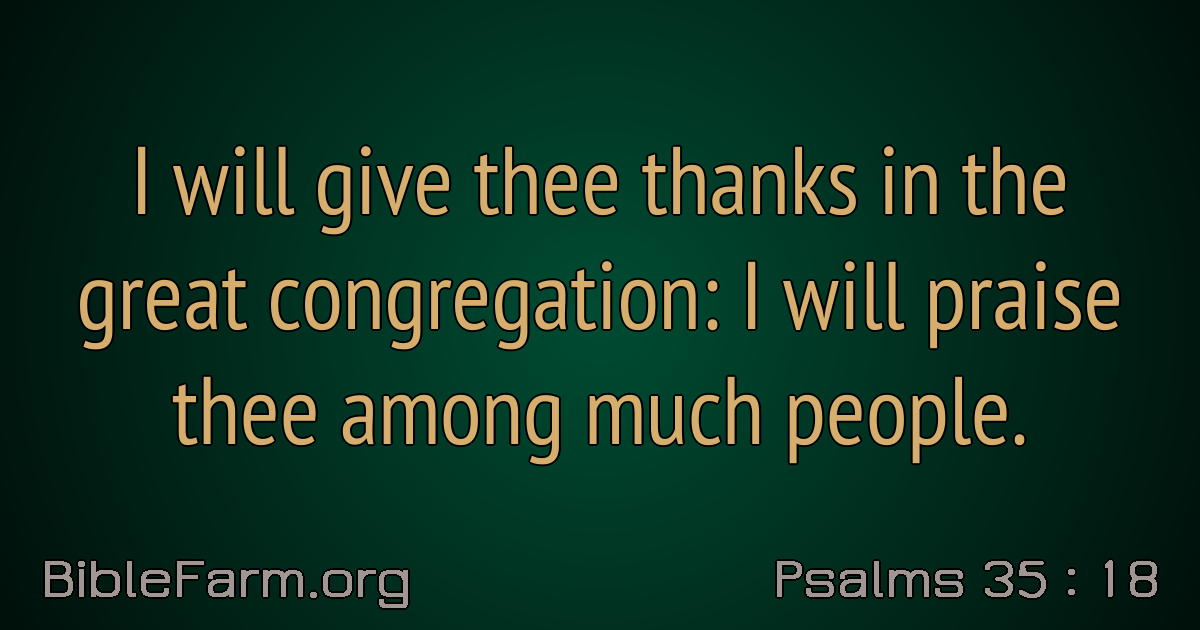 I will give thee thanks in the
great congregation: I will praise
thee among much people.
BibleFarm.org
Psalms 35 : 18